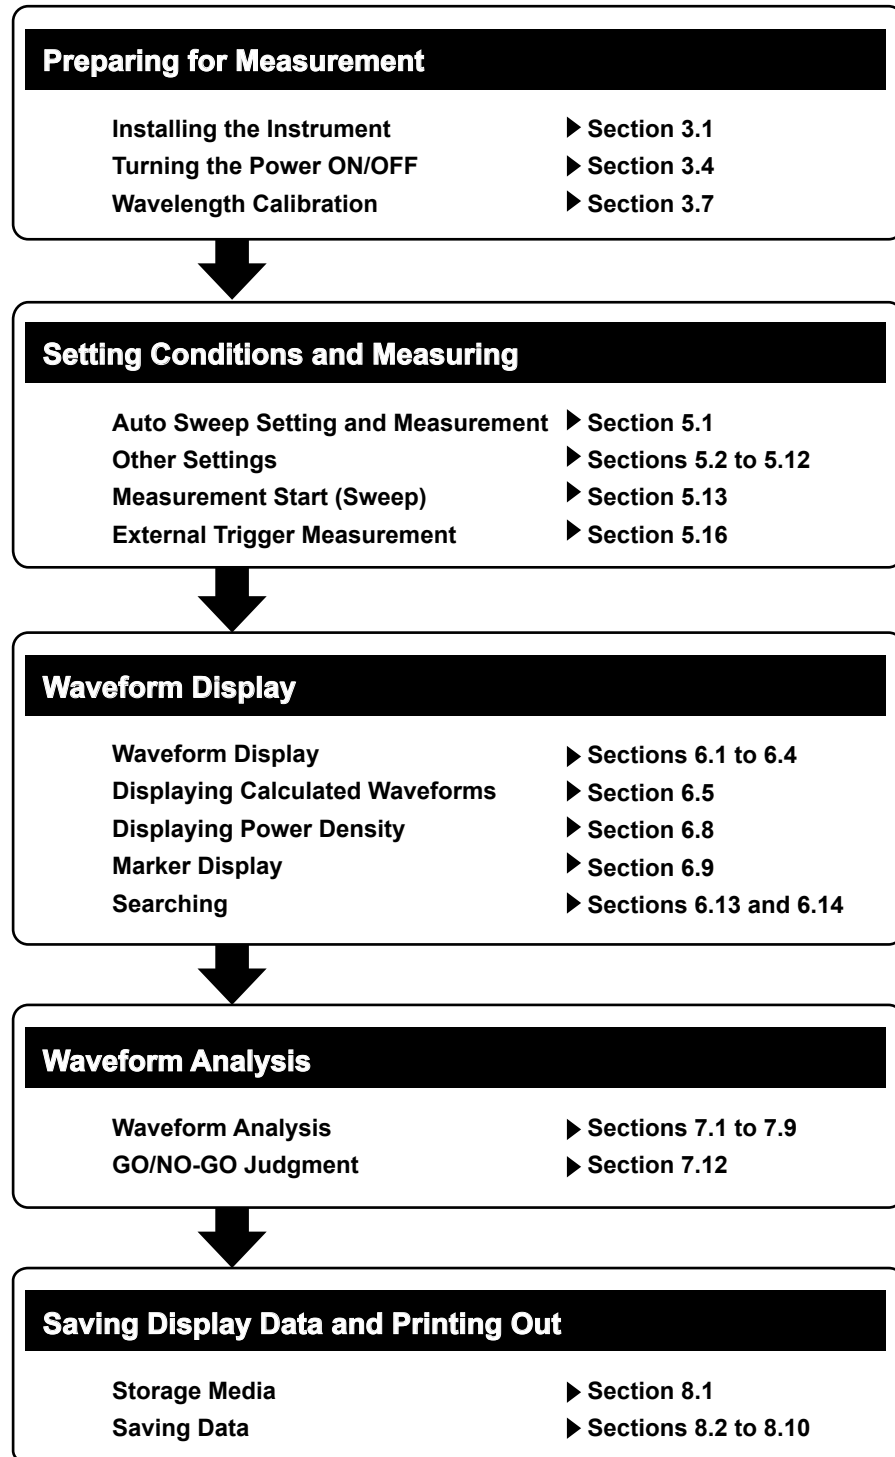 Preparing for Measurement
Installing the Instrument ▶ Section 3.1
Turning the Power ON/OFF ▶ Section 3.4
Wavelength Calibration ▶ Section 3.7
Setting Conditions and Measuring
Auto Sweep Setting and Measurement ▶ Section 5.1
Other Settings ▶ Sections 5.2 to 5.12
Measurement Start (Sweep) ▶ Section 5.13
External Trigger Measurement ▶ Section 5.16
Waveform Display
Waveform Display ▶ Sections 6.1 to 6.4
Displaying Calculated Waveforms ▶ Section 6.5
Displaying Power Density ▶ Section 6.8
Marker Display ▶ Section 6.9
Searching ▶ Sections 6.13 and 6.14
Waveform Analysis
Waveform Analysis ▶ Sections 7.1 to 7.9
GO/NO-GO Judgment ▶ Section 7.12
Saving Display Data and Printing Out
Storage Media ▶ Section 8.1
Saving Data ▶ Sections 8.2 to 8.10